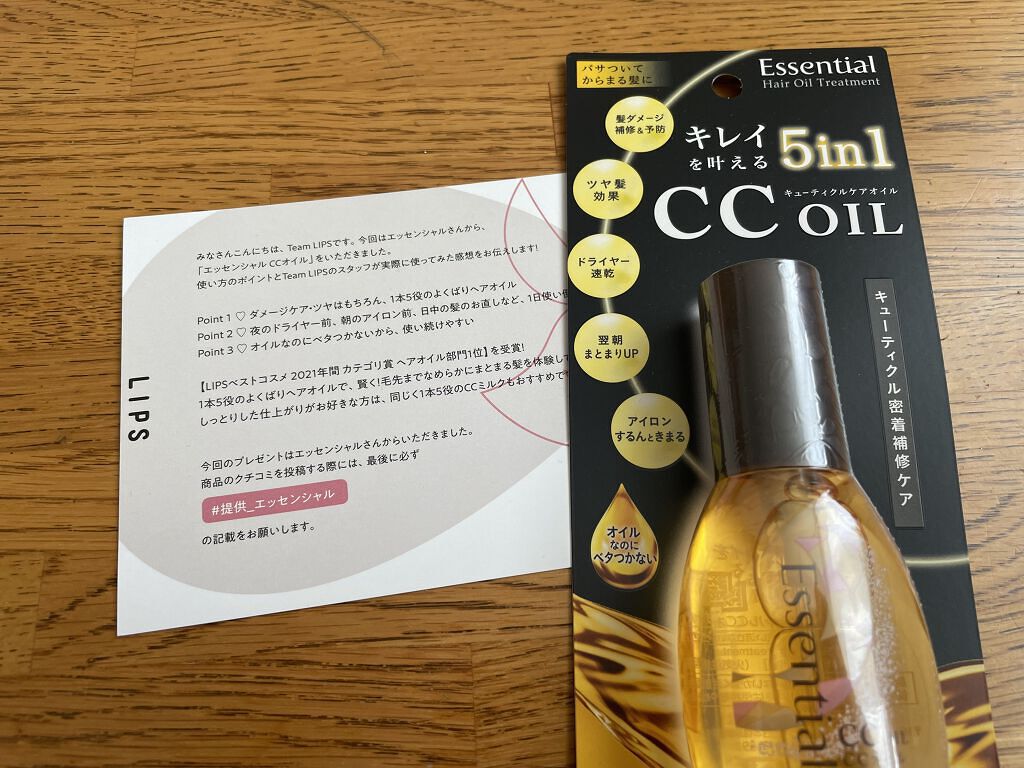 LIPS
みなさんこんにちは、Team LIPSです。今回はエッセンシャルさんから、
「エッセンシャル CCオイル」をいただきました。
使い方のポイントとTeam LIPSのスタッフが実際に使ってみた感想をお伝えします!
Point 1 ♡ ダメージケア・ツヤはもちろん、1本5役のよくばりヘアオイル
Point 2 ♡ 夜のドライヤー前、朝のアイロン前、日中の髪のお直しなど、1日使い
Point 3 ♡ オイルなのにベタつかないから、使い続けやすい
【LIPSベストコスメ 2021年間 カテゴリ賞 ヘアオイル部門1位】を受賞!
1本5役のよくばりヘアオイルで、賢く!毛先までなめらかにまとまる髪を体験して
しっとりした仕上がりがお好きな方は、同じく1本5役のCCミルクもおすすめで
今回のプレゼントはエッセンシャルさんからいただきました。
商品のクチコミを投稿する際には、最後に必ず
#提供_エッセンシャル
の記載をお願いします。
パサついて
からまる髪に
Essential
Hair Oil Treatment
髪ダメージ
補修&予防
キレイ
を叶える
5in1
キューティクルケアオイル
CC OIL
ツヤ髪
効果
ドライヤー
速乾
翌朝
まとまりUP
アイロン
するんときまる
オイル
なのに
ベタつかない
キューティクル密着補修ケア
Essential
CC OIL